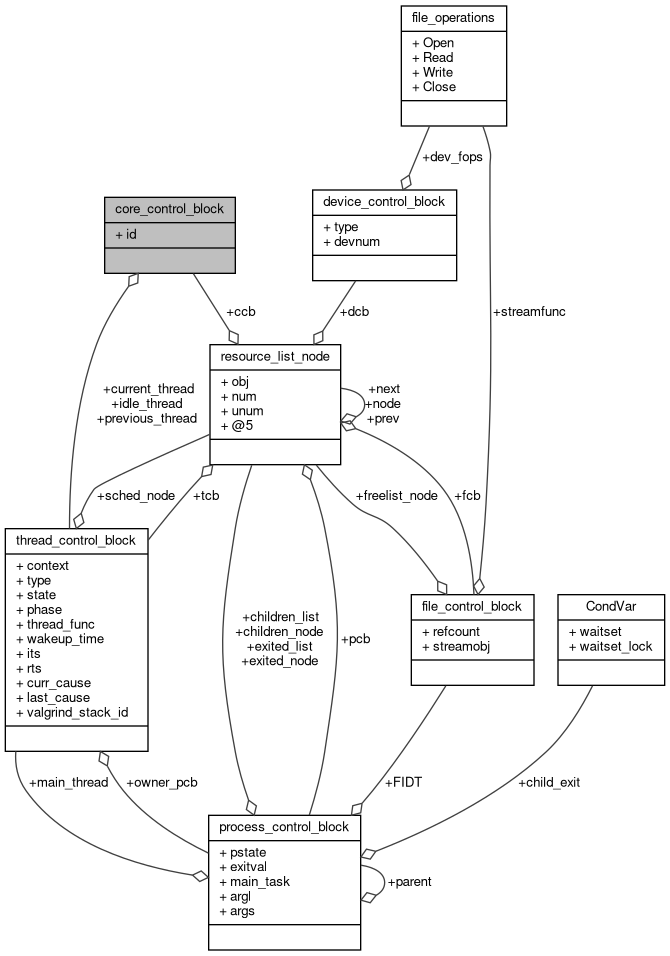 file_operations
+ Open
+ Read
+ Write
+ Close
+dev_fops
core_control_block
+ id
device_control_block
+ type
+ devnum
+ccb
+dcb
+streamfunc
resource_list_node
+ obj
+ num
+ unum
+ @5
+next
+node
+prev
+current_thread
+idle_thread
+previous_thread
+sched_node
+tcb
+freelist_node
+fcb
thread_control_block
+ context
+ type
+ state
+ phase
+ thread_func
+ wakeup_time
+ its
+ rts
+ curr_cause
+ last_cause
+ valgrind_stack_id
+children_list
+children_node
+exited_list
+exited_node
+pcb
file_control_block
+ refcount
+ streamobj
CondVar
+ waitset
+ waitset_lock
+main_thread
+owner_pcb
+FIDT
+child_exit
process_control_block
+ pstate
+ exitval
+ main_task
+ argl
+ args
+parent